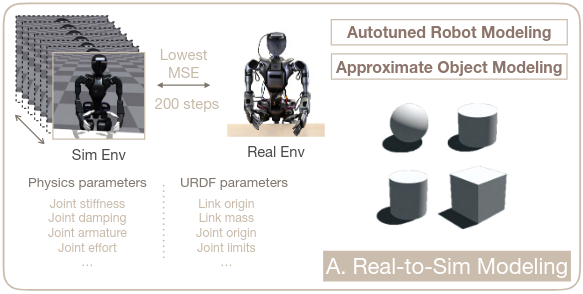 Lowest
MSE
200 steps
Sim Env
Real Env
Physics parameters
Joint stiffness
Joint damping
Joint armature
Joint effort
...
URDF parameters
Link origin
Link mass
Joint origin
Joint limits
...
Autotuned Robot Modeling
Approximate Object Modeling
A. Real-to-Sim Modeling